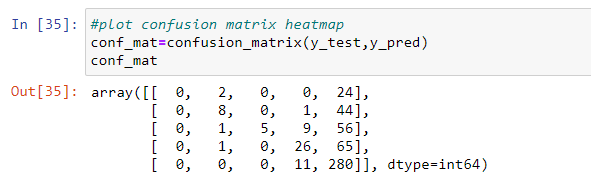 In [35]: #plot confusion matrix heatmap
conf_mat=confusion_matrix(y_test,y_pred)
conf_mat
Out[35]: array([[  0,   2,   0,   0,  24],
[  0,   8,   0,   1,  44],
[  0,   1,   5,   9,  56],
[  0,   1,   0,  26,  65],
[  0,   0,   0,  11, 280]], dtype=int64)